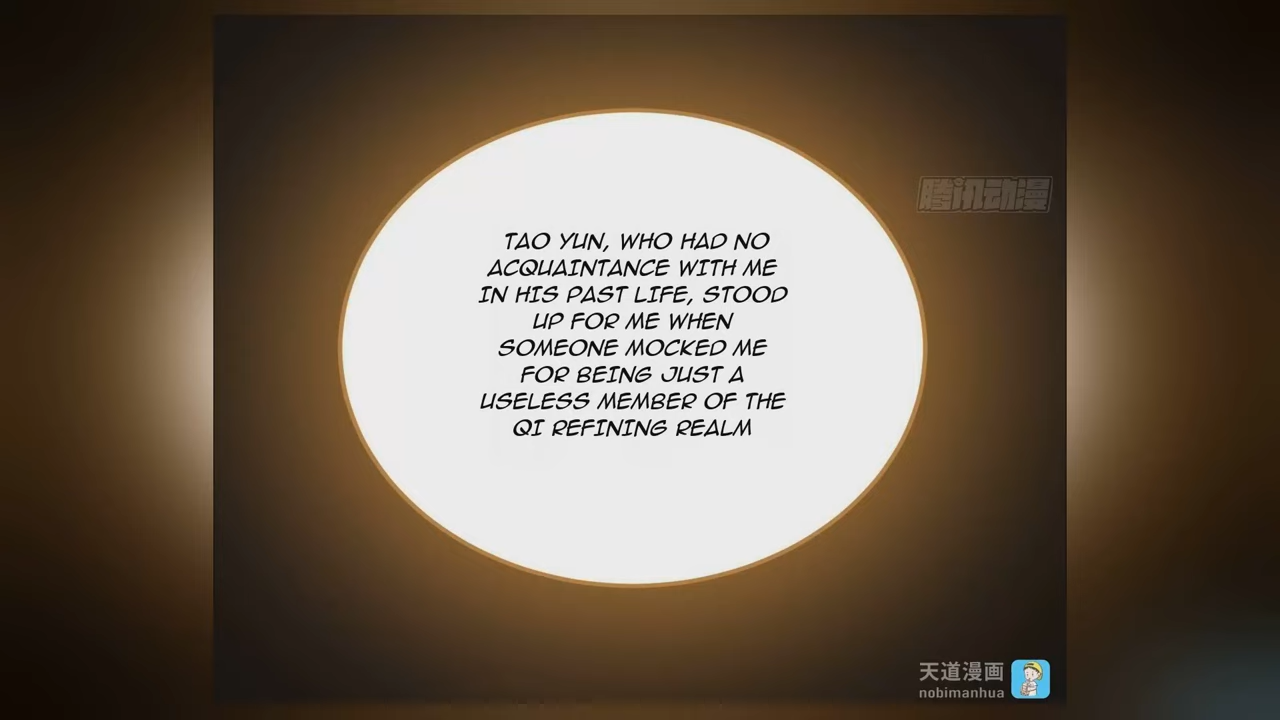 腾讯动漫
TAO YUN, WHO HAD NO
ACQUAINTANCE WITH ME
IN HIS PAST LIFE, STOOD
UP FOR ME WHEN
SOMEONE MOCKED ME
FOR BEING JUST A
USELESS MEMBER OF THE
QI REFINING REALM
天道漫画
nobimanhua